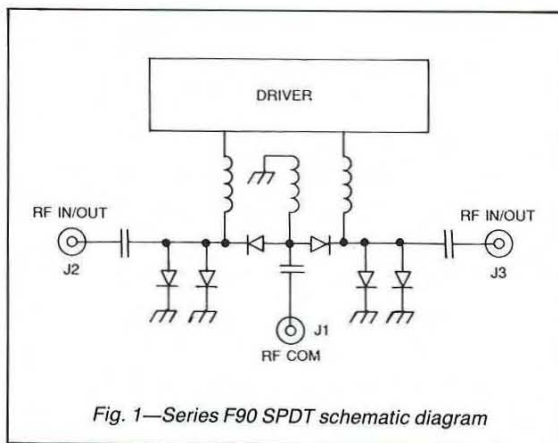 DRIVER
RF IN/OUT
J2
RF IN/OUT
J3
J1
RF COM
Fig. 1—Series F90 SPDT schematic diagram